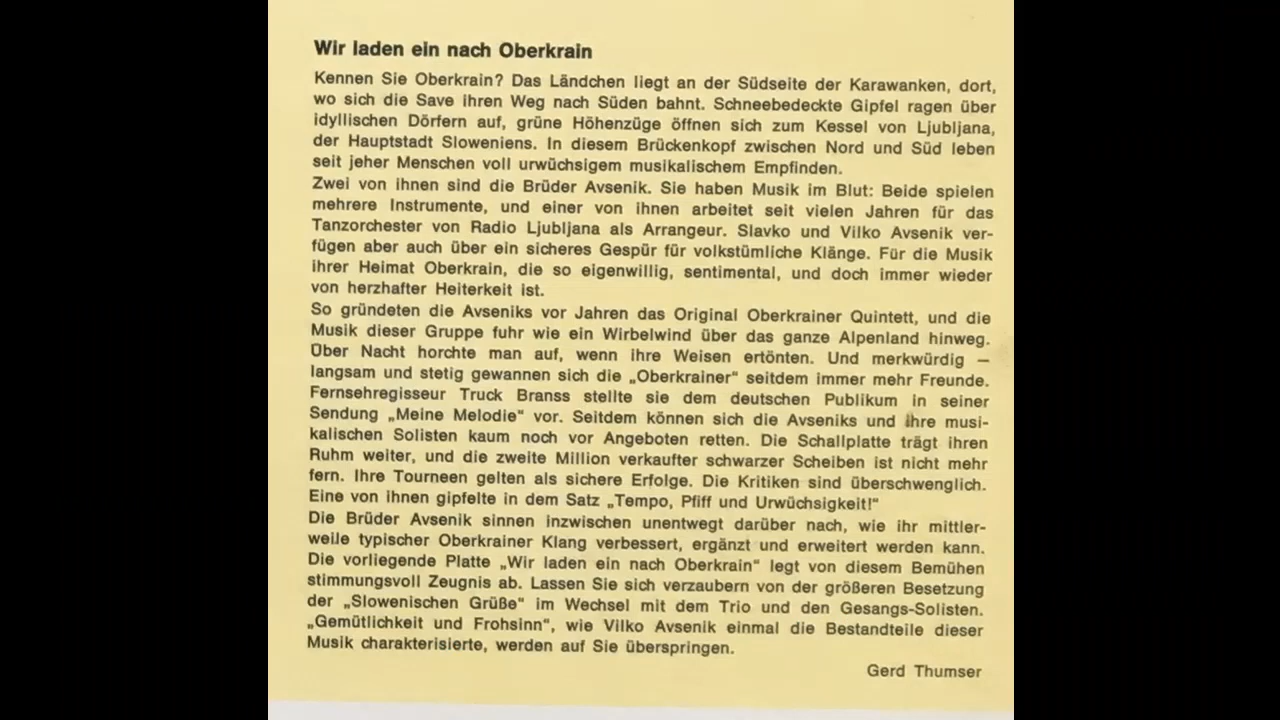 Wir laden ein nach Oberkrain
Kennen Sie Oberkrain? Das Ländchen liegt an der Südseite der Karawanken, dort,
wo sich die Save ihren Weg nach Süden bahnt. Schneebedeckte Gipfel ragen über
idyllischen Dörfern auf, grüne Höhenzüge öffnen sich zum Kessel von Ljubljana,
der Hauptstadt Sloweniens. In diesem Brückenkopf zwischen Nord und Süd leben
seit jeher Menschen voll urwüchsigem musikalischem Empfinden.
Zwei von ihnen sind die Brüder Avsenik. Sie haben Musik im Blut: Beide spielen
mehrere Instrumente, und einer von ihnen arbeitet seit vielen Jahren für das
Tanzorchester von Radio Ljubljana als Arrangeur. Slavko und Vilko Avsenik ver-
fügen aber auch über ein sicheres Gespür für volkstümliche Klänge. Für die Musik
ihrer Heimat Oberkrain, die so eigenwillig, sentimental, und doch immer wieder
von herzhafter Heiterkeit ist.
So gründeten die Avseniks vor Jahren das Original Oberkrainer Quintett, und die
Musik dieser Gruppe fuhr wie ein Wirbelwind über das ganze Alpenland hinweg.
Über Nacht horchte man auf, wenn ihre Weisen ertönten. Und merkwürdig —
langsam und stetig gewannen sich die „Oberkrainer“ seitdem immer mehr Freunde.
Fernsehregisseur Truck Branss stellte sie dem deutschen Publikum in seiner
Sendung „Meine Melodie“ vor. Seitdem können sich die Avseniks und ihre musi-
kalischen Solisten kaum noch vor Angeboten retten. Die Schallplatte trägt ihren
Ruhm weiter, und die zweite Million verkaufter schwarzer Scheiben ist nicht mehr
fern. Ihre Tourneen gelten als sichere Erfolge. Die Kritiken sind überschwenglich.
Eine von ihnen gipfelte in dem Satz „Tempo, Pfiff und Urwüchsigkeit!“
Die Brüder Avsenik sinnen inzwischen unentwegt darüber nach, wie ihr mittler-
weile typischer Oberkrainer Klang verbessert, ergänzt und erweitert werden kann.
Die vorliegende Platte „Wir laden ein nach Oberkrain“ legt von diesem Bemühen
stimmungsvoll Zeugnis ab. Lassen Sie sich verzaubern von der größeren Besetzung
der „Slowenischen Grüße“ im Wechsel mit dem Trio und den Gesangs-Solisten.
„Gemütlichkeit und Frohsinn“, wie Vilko Avsenik einmal die Bestandteile dieser
Musik charakterisierte, werden auf Sie überspringen.
Gerd Thumser